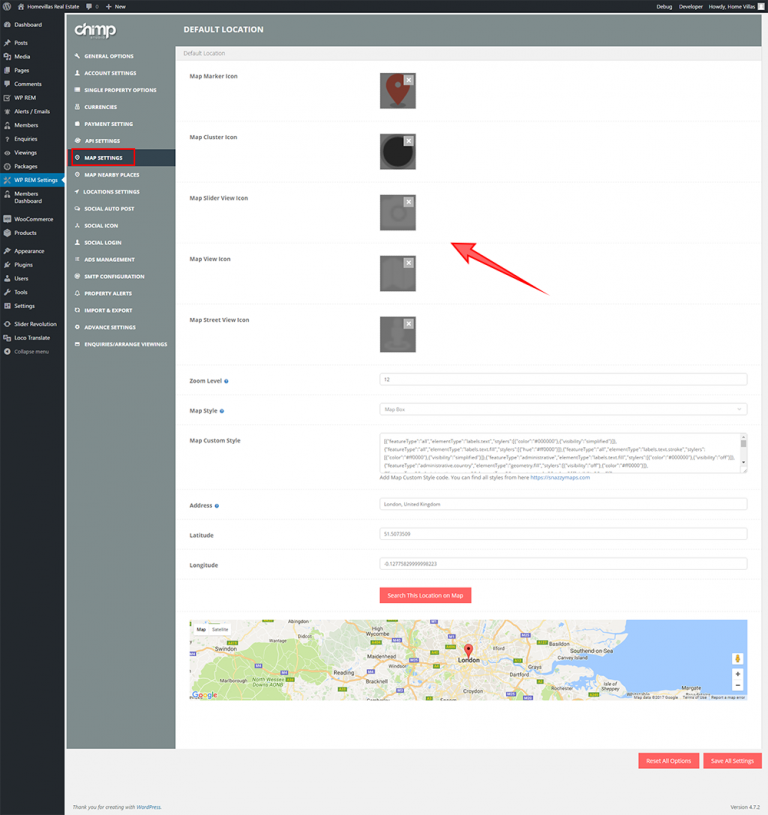 Homevillas Real Estate
0
New
Debug
Developer
Howdy, Home Villas
Dashboard
Posts
Media
Pages
Comments
WP REM
Alerts / Emails
Members
Enquiries
Viewings
Packages
WP REM Settings
Members
Dashboard
WooCommerce
Products
Appearance
Plugins
Users
Tools
Settings
Slider Revolution
Loco Translate
Collapse menu
chimp
GENERAL OPTIONS
ACCOUNT SETTINGS
SINGLE PROPERTY OPTIONS
CURRENCIES
PAYMENT SETTING
API SETTINGS
MAP SETTINGS
MAP NEARBY PLACES
LOCATIONS SETTINGS
SOCIAL AUTO POST
SOCIAL ICON
SOCIAL LOGIN
ADS MANAGEMENT
SMTP CONFIGURATION
PROPERTY ALERTS
IMPORT & EXPORT
ADVANCE SETTINGS
ENQUIRIES/ARRANGE VIEWINGS
DEFAULT LOCATION
Default Location
Map Marker Icon
Map Cluster Icon
Map Slider View Icon
Map View Icon
Map Street View Icon
Zoom Level
12
Map Style
Map-Box
Map Custom Style
[{"featureType":"all","elementType":"labels.text","stylers":[{"color":"#000000"},{"visibility":"simplified"}]},
{"featureType":"all","elementType":"labels.text.fill","stylers":[{"hue":"#ff0000"}]},{"featureType":"all","elementType":"labels.text.stroke","stylers":
[{"color":"#ff0000"},{"visibility":"simplified"}]},{"featureType":"administrative","elementType":"labels.text.fill","stylers":[{"color":"#000000"},{"visibility":"off"}]},
{"featureType":"administrative.country","elementType":"geometry.fill","stylers":[{"visibility":"off"},{"color":"#ff0000"}]},
Add Map Custom Style code. You can find all styles from here https://snazzymaps.com
Address
London, United Kingdom
Latitude
51.5073509
Longitude
-0.12775829999998223
Search This Location on Map
Map
Satellite
Abingdon
High
Wycombe
Watford
Enfield
Brentwood
Basildon
Southend-on-Sea
Canvey Island
Swindon
Didcot
Maidenhead
Windsor
Ilford
London
Grays
Dartford
Reading
Bracknell
Croydon
Rochester
Isle of
Sheppey
Margate
Marlborough
North Wessex
Downs AONB
Newbury
Broadstairs
Google
Map data ©2017 Google
Terms of Use
Report a map error
Reset All Options
Save All Settings
Thank you for creating with WordPress.
Version 4.7.2